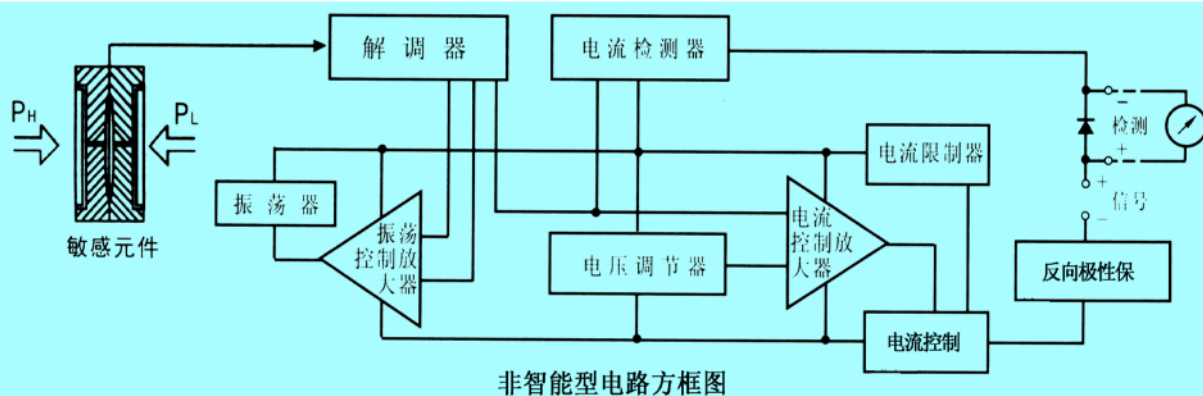 解调器
电流检测器
PH
PL
敏感元件
振荡器
振荡
控制放
大器
电压调节器
电流
控制放
大器
电流限制器
电流控制
−
检测
+
+
信号
−
反向极性保
非智能型电路方框图